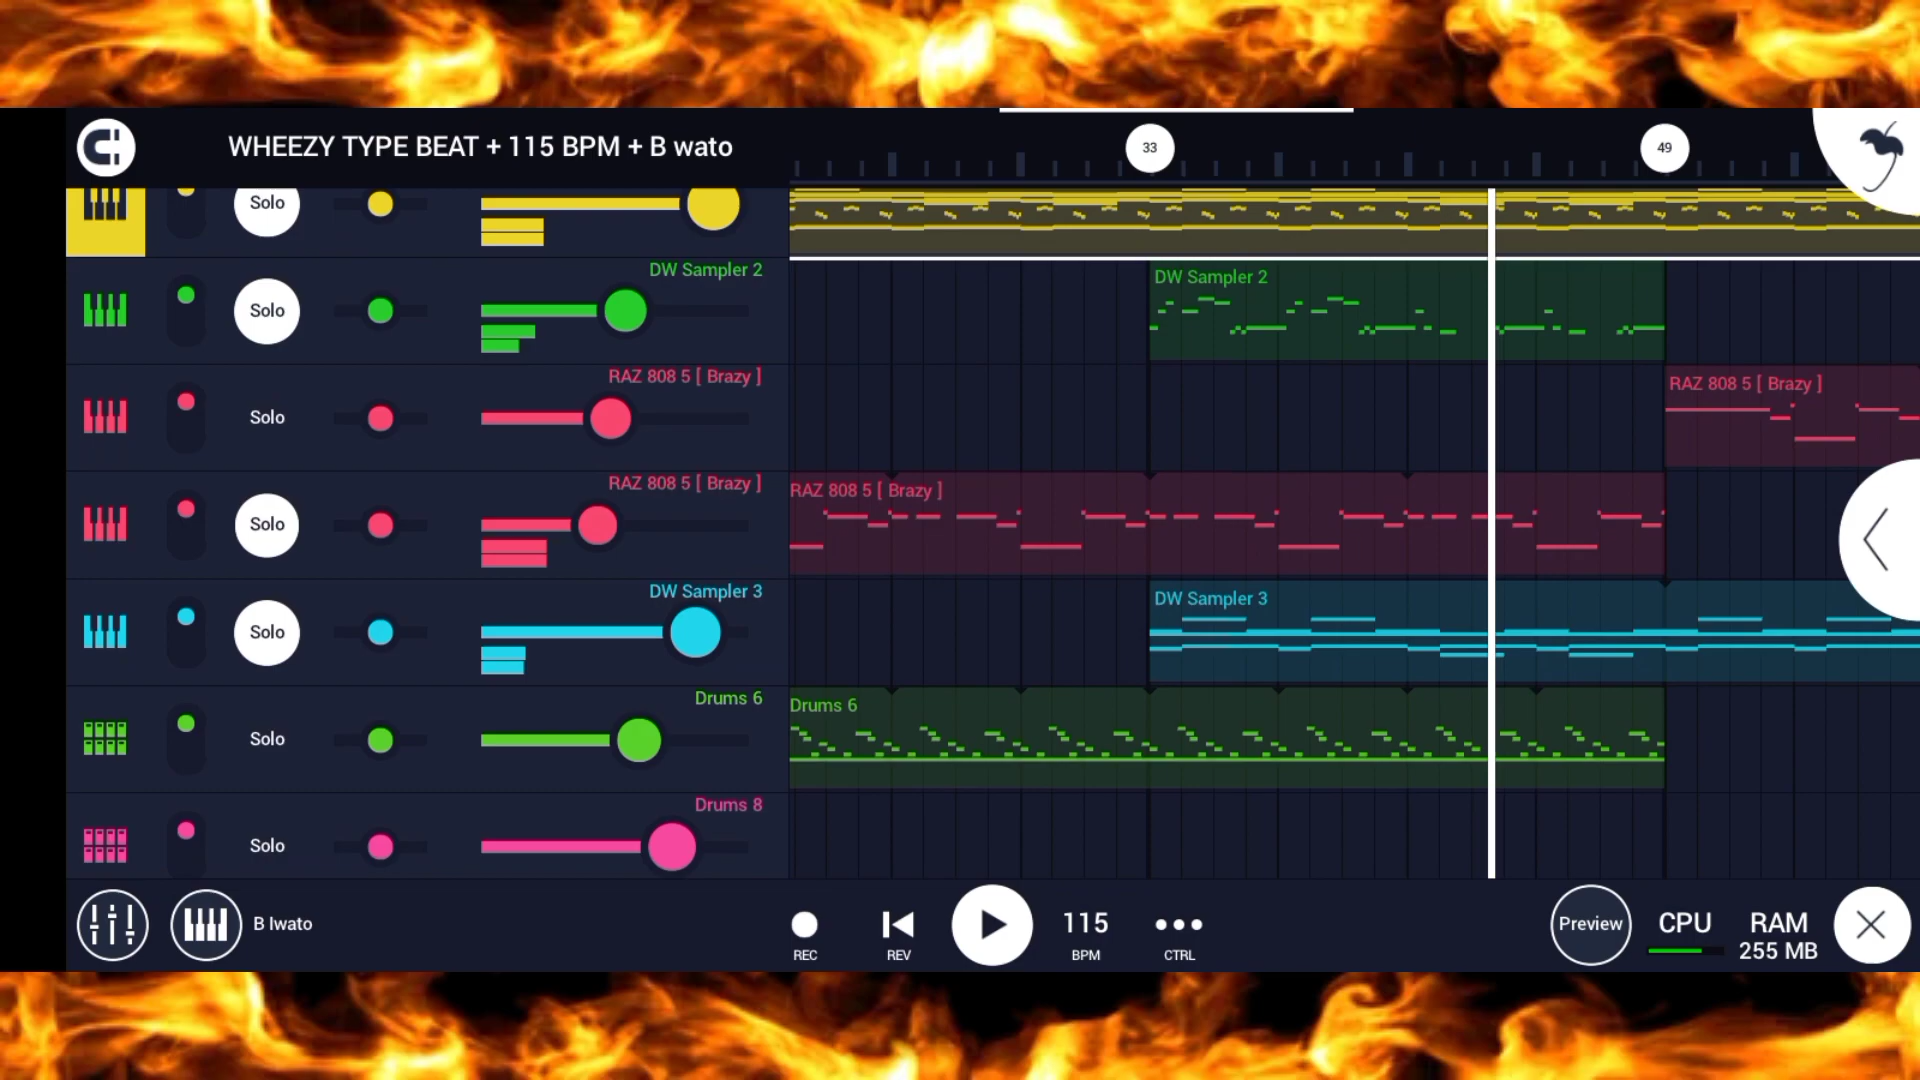 WHEEZY TYPE BEAT + 115 BPM + B wato
33
49
Solo
DW Sampler 2
Solo
DW Sampler 2
RAZ 808 5 [ Brazy ]
Solo
RAZ 808 5 [ Brazy ]
RAZ 808 5 [ Brazy ]
Solo
RAZ 808 5 [ Brazy ]
DW Sampler 3
Solo
DW Sampler 3
Drums 6
Solo
Drums 6
Drums 8
Solo
B Iwato
REC
REV
115
BPM
CTRL
Preview
CPU
RAM
255 MB